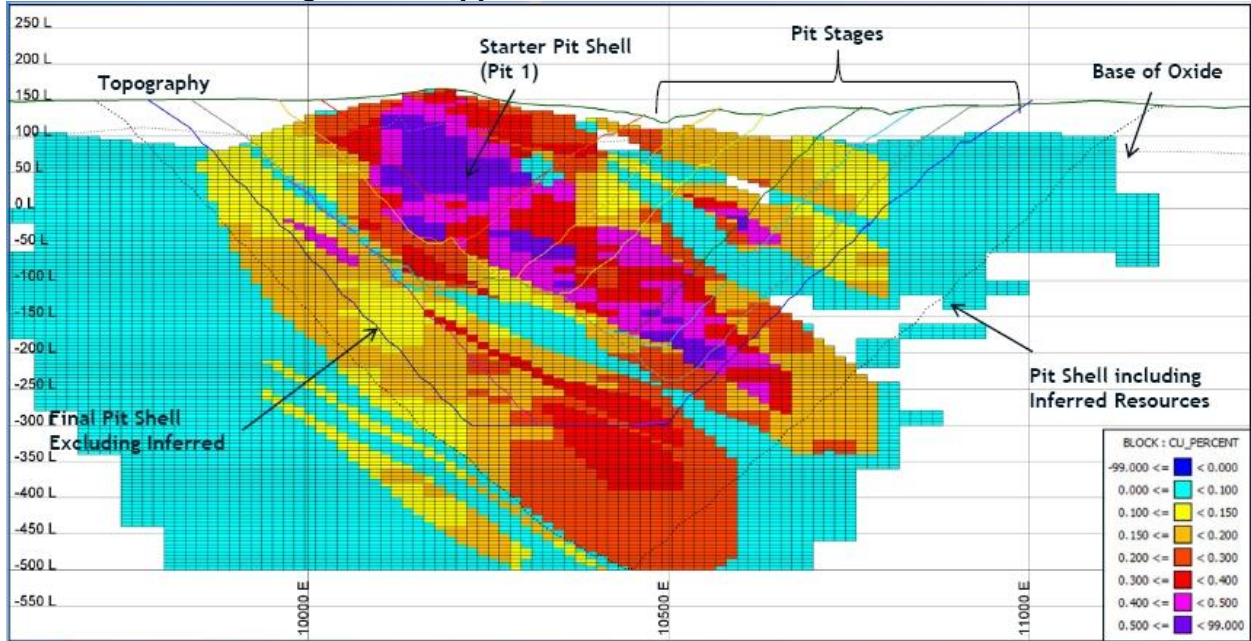 250 L
200 L
150 L
100 L
50 L
0 L
-50 L
-100 L
-150 L
-200 L
-250 L
-300 L
-350 L
-400 L
-450 L
-500 L
-550 L
Topography
Starter Pit Shell
(Pit 1)
Pit Stages
Base of Oxide
Final Pit Shell
Excluding Inferred
Pit Shell including
Inferred Resources
10000 E
10500 E
11000 E
BLOCK : CU_PERCENT
-99.000 <= < 0.000
0.000 <= < 0.100
0.100 <= < 0.150
0.150 <= < 0.200
0.200 <= < 0.300
0.300 <= < 0.400
0.400 <= < 0.500
0.500 <= < 99.000